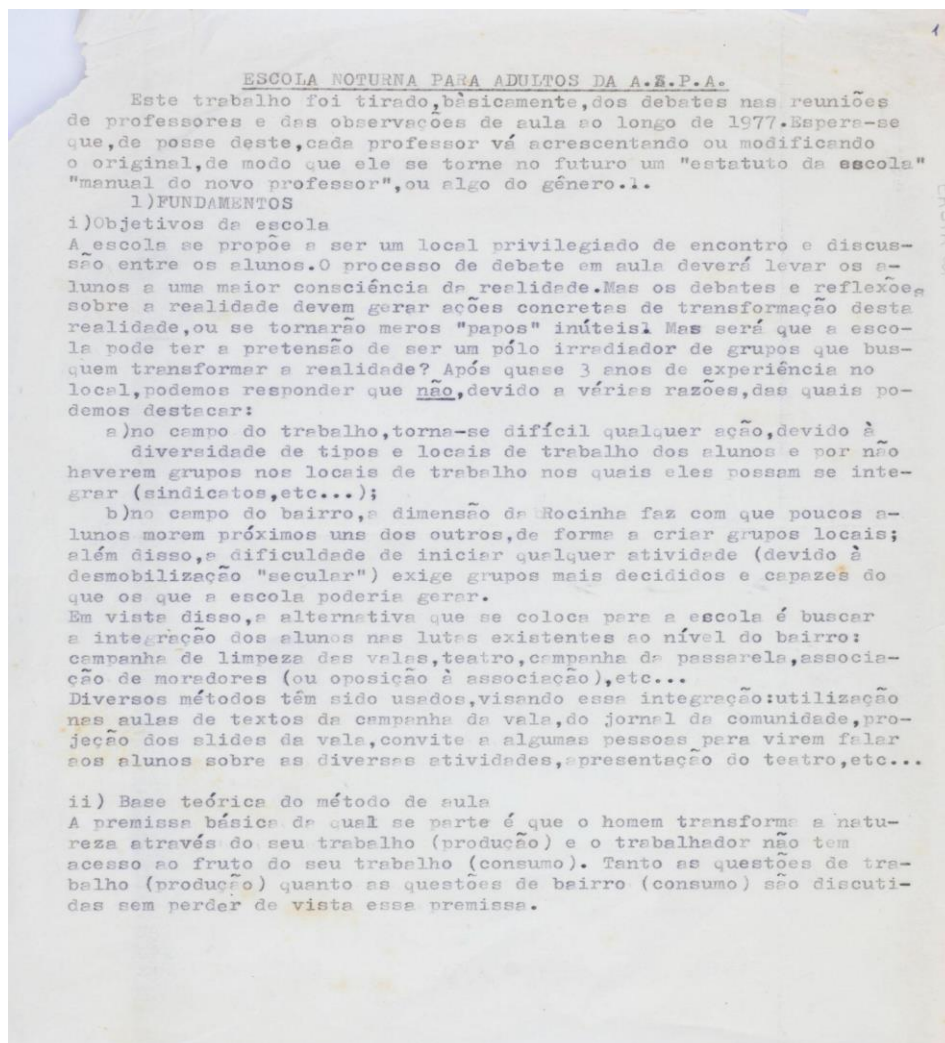 1
ESCOLA NOTURNA PARA ADULTOS DA A.S.P.A.
Este trabalho foi tirado,bàsicamente,dos debates nas reuniões
de professores e das observações de aula ao longo de 1977.Espera-se
que,de posse deste,cada professor vá acrescentando ou modificando
o original,de modo que ele se torne no futuro um "estatuto da escola"
"manual do novo professor",ou algo do gênero.
1)FUNDAMENTOS
i)Objetivos da escola
A escola se propõe a ser um local privilegiado de encontro e discus-
são entre os alunos.O processo de debate em aula deverá levar os a-
lunos a uma maior consciência da realidade.Mas os debates e reflexões
sobre a realidade devem gerar ações concretas de transformação desta
realidade,ou se tornarão meros "papos" inúteis. Mas será que a esco-
la pode ter a pretensão de ser um pólo irradiador de grupos que bus-
quem transformar a realidade? Após quase 3 anos de experiência no
local,podemos responder que não,devido a várias razões,das quais po-
demos destacar:
a)no campo do trabalho,torna-se difícil qualquer ação,devido à
diversidade de tipos e locais de trabalho dos alunos e por não
haverem grupos nos locais de trabalho nos quais eles possam se inte-
grar (sindicatos,etc...);
b)no campo do bairro,a dimensão da Rocinha faz com que poucos a-
lunos morem próximos uns dos outros,de forma a criar grupos locais;
além disso,a dificuldade de iniciar qualquer atividade (devido à
desmobilização "secular") exige grupos mais decididos e capazes do
que os que a escola poderia gerar.
Em vista disso,a alternativa que se coloca para a escola é buscar
a integração dos alunos nas lutas existentes ao nível do bairro:
campanha de limpeza das valas,teatro,campanha da passarela,associa-
ção de moradores (ou oposição à associação),etc...
Diversos métodos têm sido usados,visando essa integração:utilização
nas aulas de textos da campanha da vala,do jornal da comunidade,pro-
jeção dos slides da vala,convite a algumas pessoas para virem falar
aos alunos sobre as diversas atividades,apresentação do teatro,etc...
ii) Base teórica do método de aula
A premissa básica da qual se parte é que o homem transforma a natu-
reza através do seu trabalho (produção) e o trabalhador não tem
acesso ao fruto do seu trabalho (consumo). Tanto as questões de tra-
balho (produção) quanto as questões de bairro (consumo) são discuti-
das sem perder de vista essa premissa.